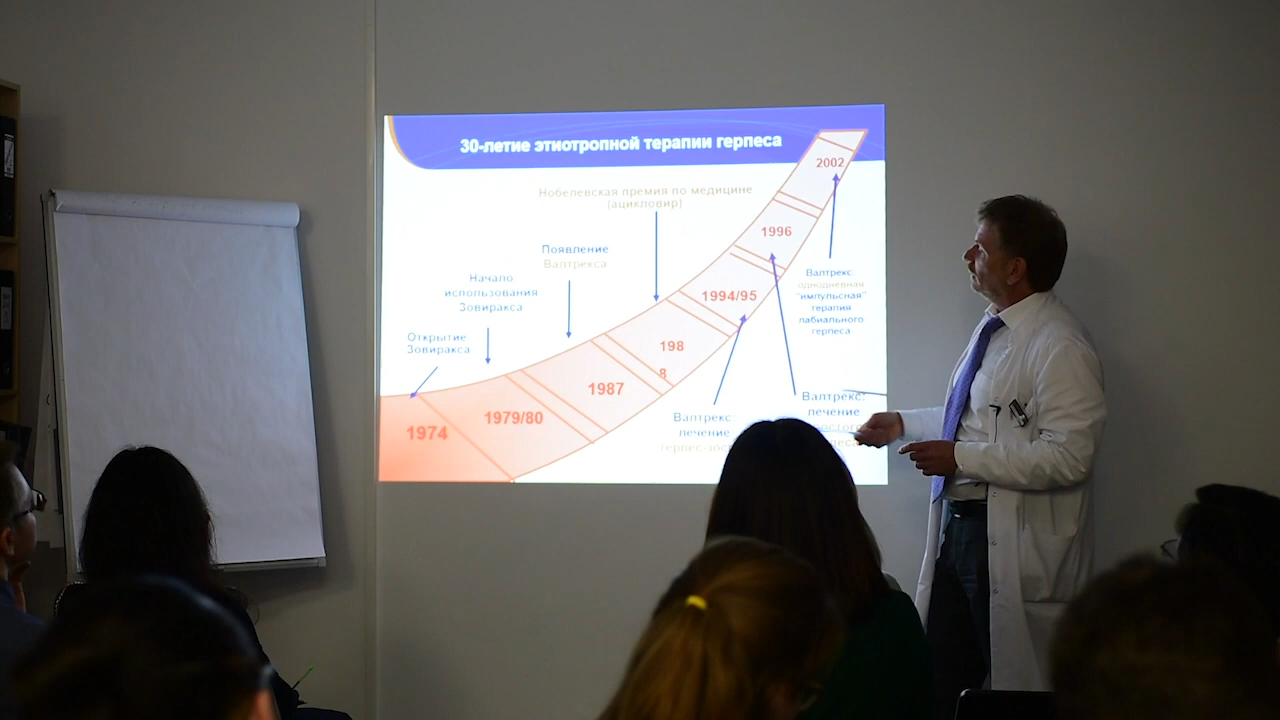 30-летие этиотропной терапии герпеса
2002
Нобелевская премия по медицине
(ацикловир)
1996
Появление
Валтрекса
Валтрекс:
однодневная
"импульсная"
терапия
лабиального
герпеса
Начало
использования
Зовиракса
1994/95
Открытие
Зовиракса
198
8
1987
Валтрекс:
лечение
1979/80
Валтрекс:
лечение
1974